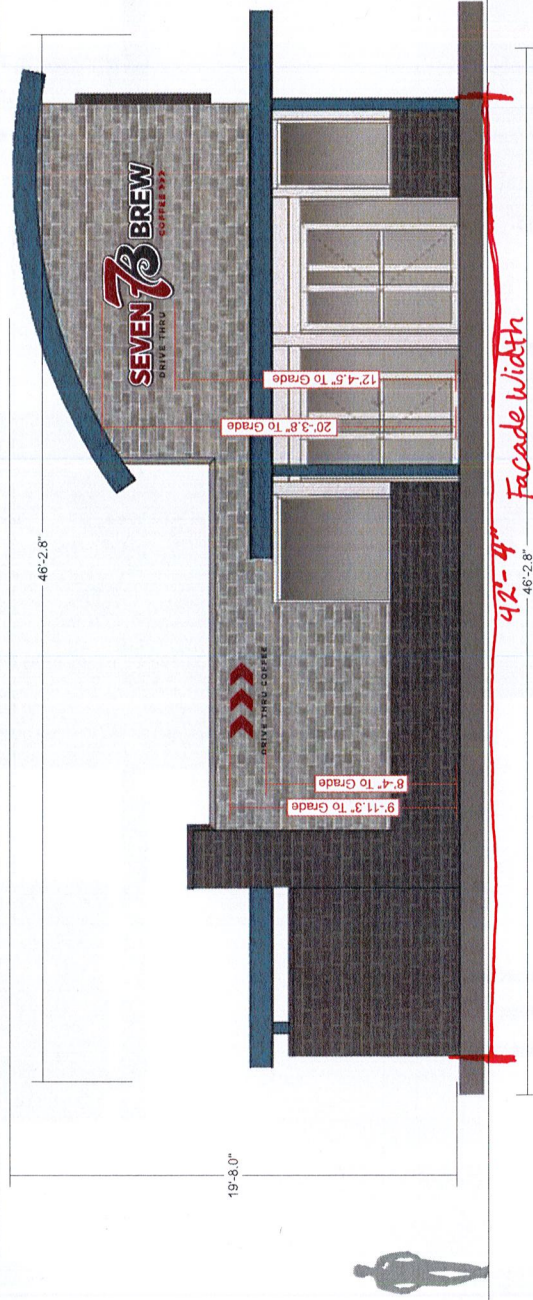 46'-2.8"
SEVEN 7B BREW
DRIVE THRU COFFEE >>>
20'-3.8" To Grade
12'-4.5" To Grade
DRIVE THRU COFFEE
9'-11.3" To Grade
8'-4" To Grade
19'-8.0"
42'-4" Facade Width
46'-2.8"